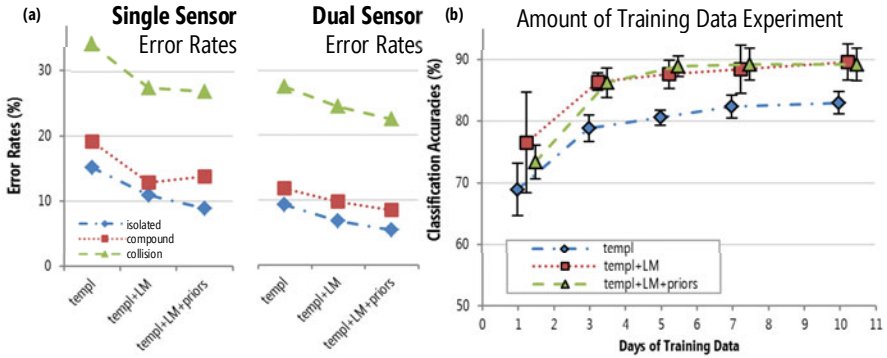 (a)
Single Sensor
Error Rates
Dual Sensor
Error Rates
Error Rates (%)
30
20
10
0
isolated
compound
collision
templ
templ+LM
templ+LM+priors
templ
templ+LM
templ+LM+priors
(b)
Amount of Training Data Experiment
Classification Accuracies (%)
100
90
80
70
60
50
templ
templ+LM
templ+LM+priors
0 1 2 3 4 5 6 7 8 9 10 11
Days of Training Data